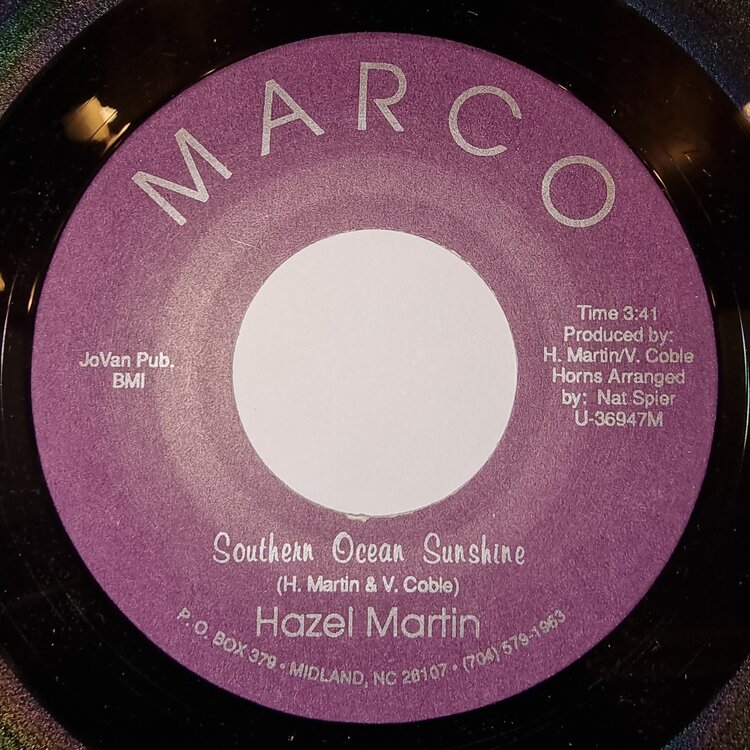 MARCO
JoVan Pub.
BMI
Time 3:41
Produced by:
H. Martin/V. Coble
Horns Arranged
by: Nat Spier
U-36947M
Southern Ocean Sunshine
(H. Martin & V. Coble)
Hazel Martin
P. O. BOX 379 • MIDLAND, NC 28107 • (704) 579-1963